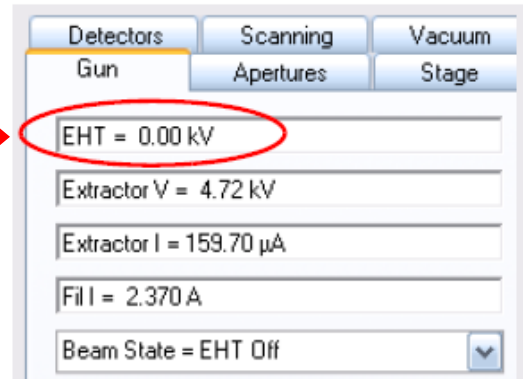 Detectors Scanning Vacuum
Gun Apertures Stage
EHT = 0.00 kV
Extractor V = 4.72 kV
Extractor I = 159.70 µA
Fil I = 2.370 A
Beam State = EHT Off